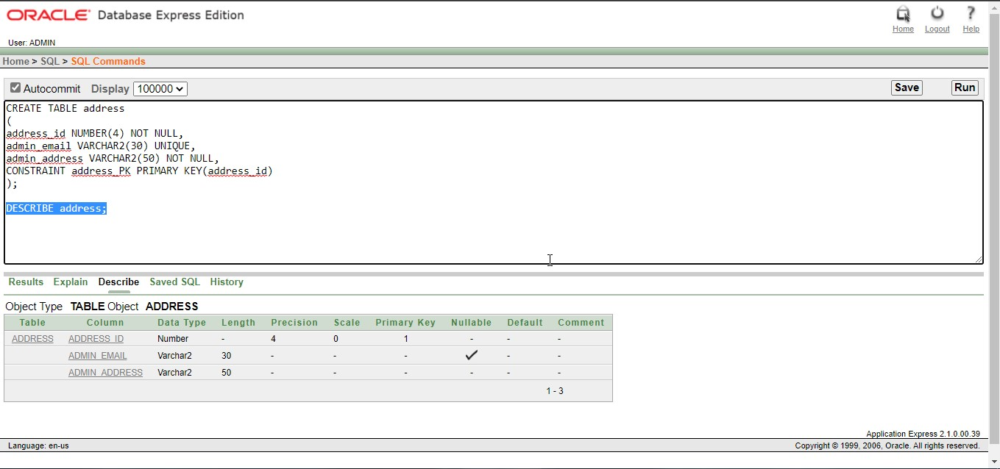 ORACLE Database Express Edition
Home Logout Help
User: ADMIN
Home > SQL > SQL Commands
Autocommit Display 100000 Save Run
CREATE TABLE address
(
address_id NUMBER(4) NOT NULL,
admin_email VARCHAR2(30) UNIQUE,
admin_address VARCHAR2(50) NOT NULL,
CONSTRAINT address_PK PRIMARY KEY(address_id)
);
DESCRIBE address;
Results Explain Describe Saved SQL History
Object Type TABLE Object ADDRESS
Table Column Data Type Length Precision Scale Primary Key Nullable Default Comment
ADDRESS ADDRESS_ID Number - 4 0 1 - - -
ADMIN_EMAIL Varchar2 30 - - - ✓ - -
ADMIN_ADDRESS Varchar2 50 - - - - - -
1 - 3
Application Express 2.1.0.00.39
Language: en-us Copyright © 1999, 2006, Oracle. All rights reserved.